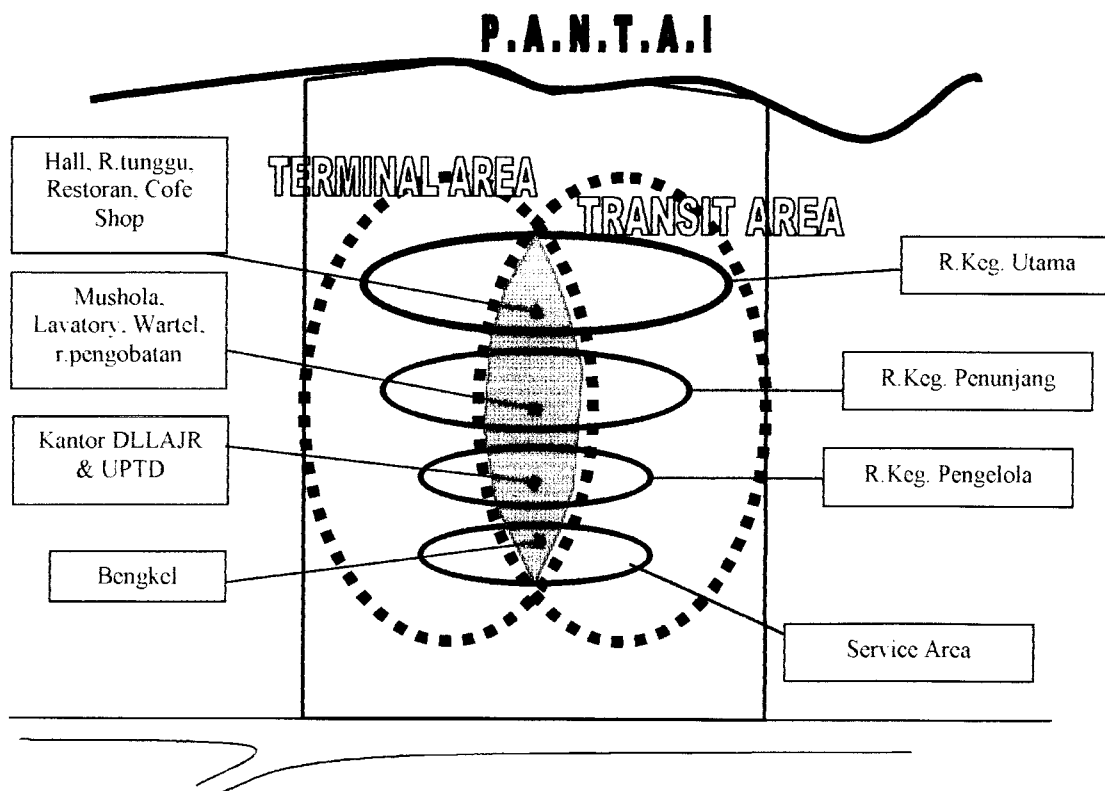 P.A.N.T.A.I
TERMINAL AREA
TRANSIT AREA
Hall, R.tunggu,
Restoran, Cofe
Shop
Mushola,
Lavatory, Wartel,
r.pengobatan
Kantor DLLAJR
& UPTD
Bengkel
R.Keg. Utama
R.Keg. Penunjang
R.Keg. Pengelola
Service Area